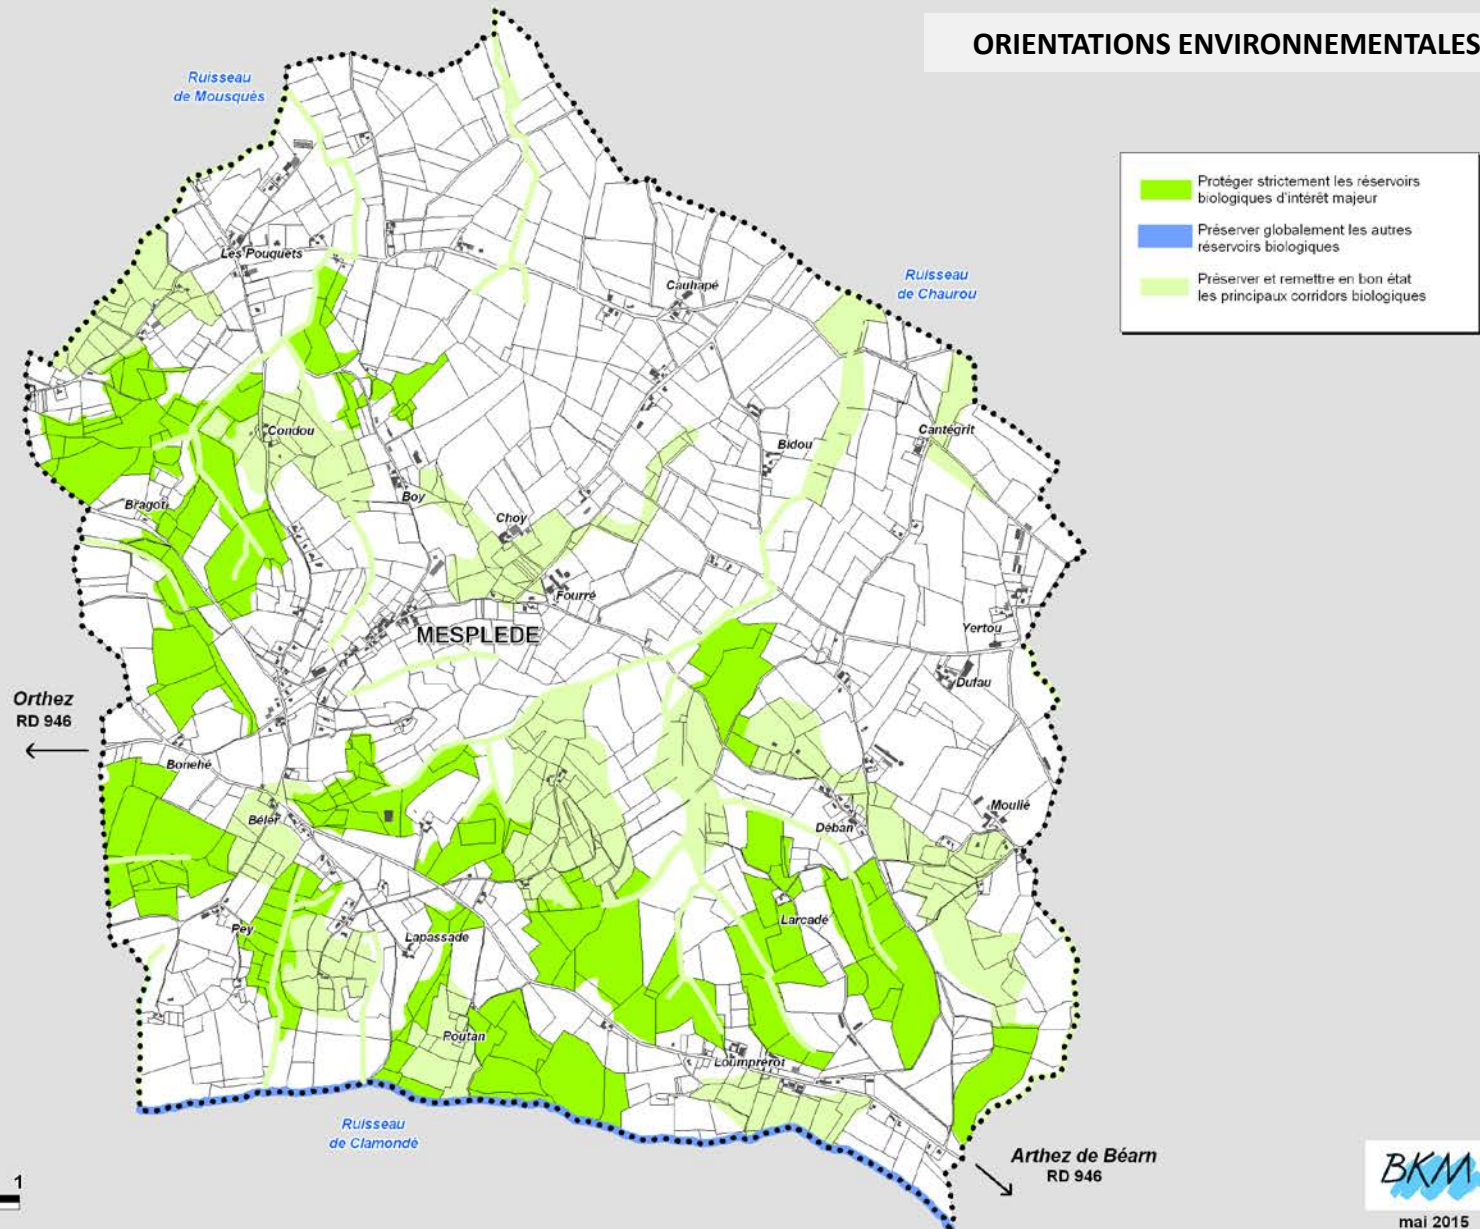 ORIENTATIONS ENVIRONNEMENTALES
Ruisseau
de Mousquès
Protéger strictement les réservoirs
biologiques d'intérêt majeur
Préserver globalement les autres
réservoirs biologiques
Préserver et remettre en bon état
les principaux corridors biologiques
Les Pouquets
Cauhapé
Ruisseau
de Chaurou
Condou
Bidou
Cantégrit
Boy
Bragot
Choy
Fourré
MESPLEDE
Yertou
Dufau
Orthez
RD 946
Bonehé
Moulié
Béler
Déban
Larcadé
Pey
Lapassade
Poutan
Loumprérot
Ruisseau
de Clamondé
Arthez de Béarn
RD 946
1
BKM
mai 2015